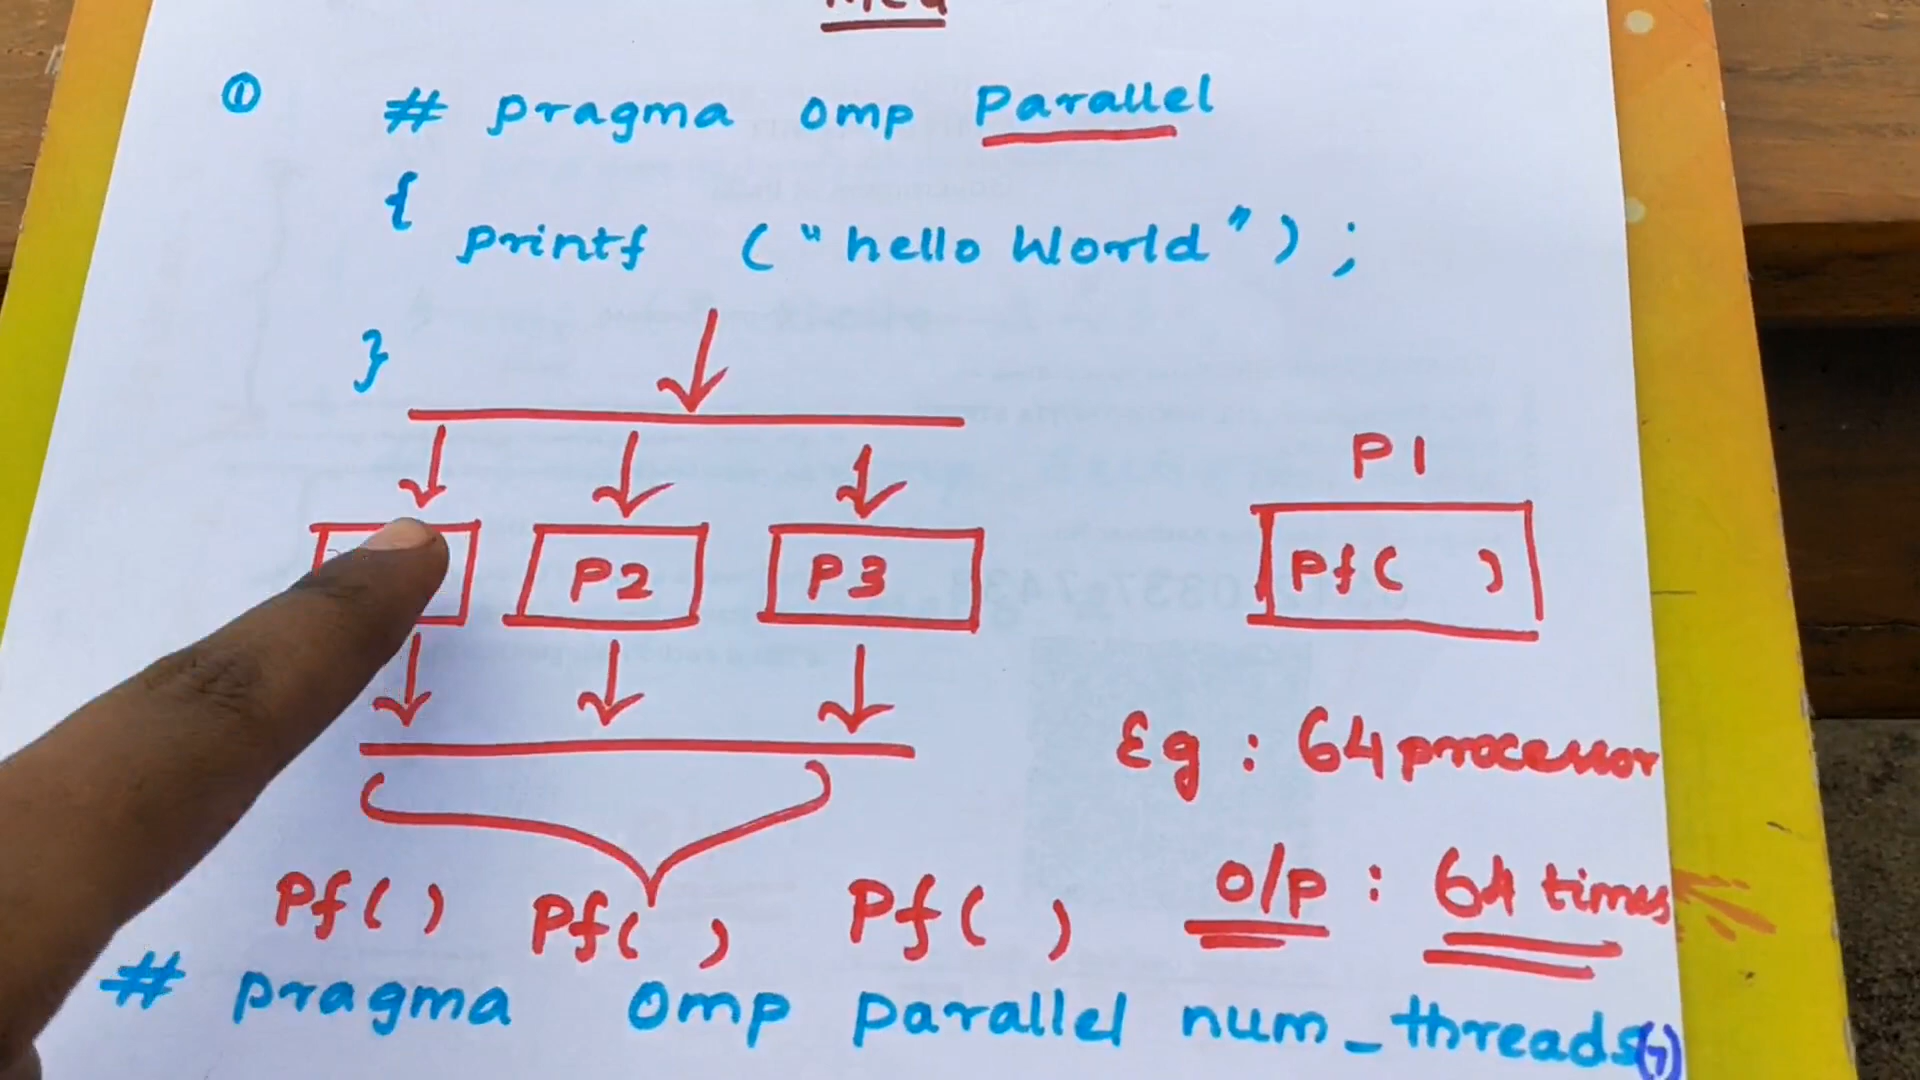 ① # pragma omp Parallel
{
printf ("hello World");
}
P1
P2 P3 Pf( )
Eg : 64 processor
Pf( ) Pf( ) Pf( ) o/p : 64 times
# pragma omp parallel num_threads(7)